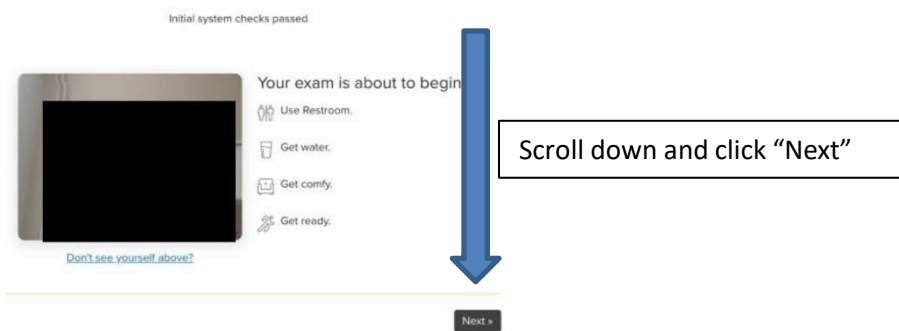 Initial system checks passed
Your exam is about to begin
Use Restroom.
Get water.
Get comfy.
Get ready.
Don't see yourself above?
Scroll down and click “Next”
Next »